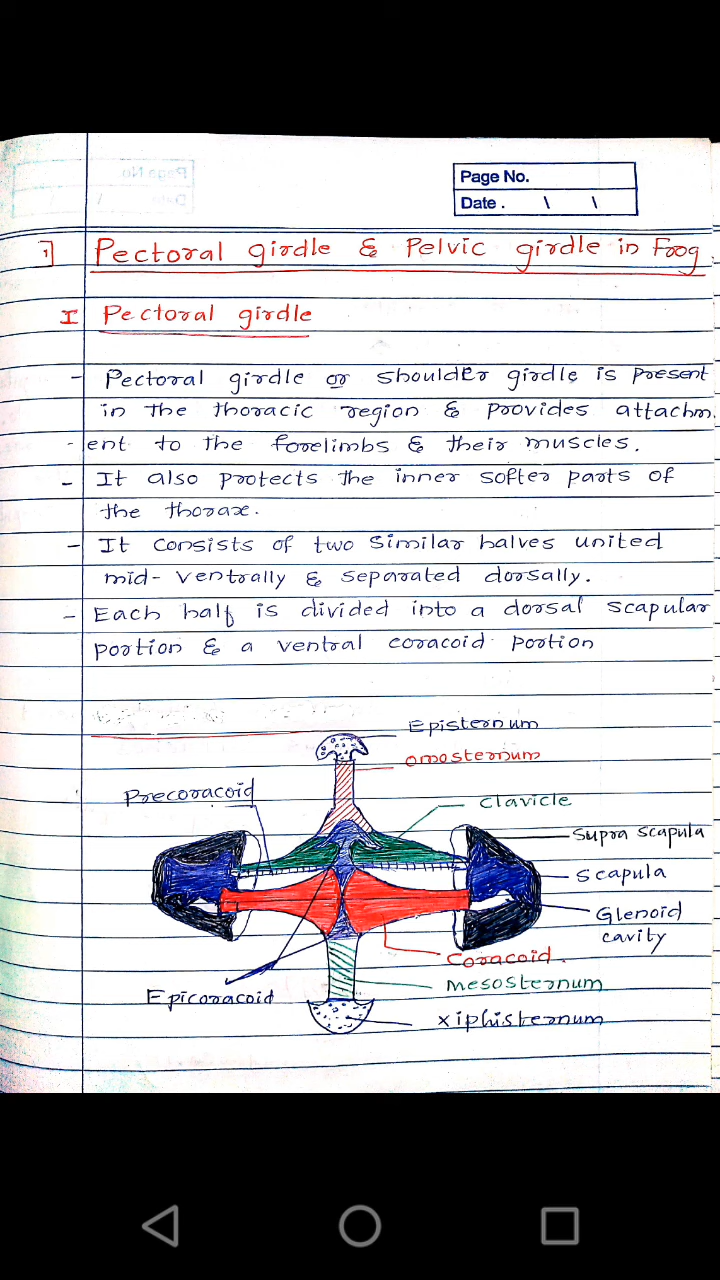 Page No.
Date . \ \
1] Pectoral girdle & Pelvic girdle in Frog
I Pectoral girdle
- Pectoral girdle or shoulder girdle is present
in the thoracic region & provides attachm.
- ent to the forelimbs & their muscles.
- It also protects the inner softer parts of
the thorax.
- It consists of two similar halves united
mid-ventrally & separated dorsally.
- Each half is divided into a dorsal scapular
portion & a ventral coracoid portion
Episternum
omosternum
Precoracoid
clavicle
Supra scapula
scapula
Glenoid
cavity
Coracoid.
Epicoracoid
mesosternum
xiphisternum